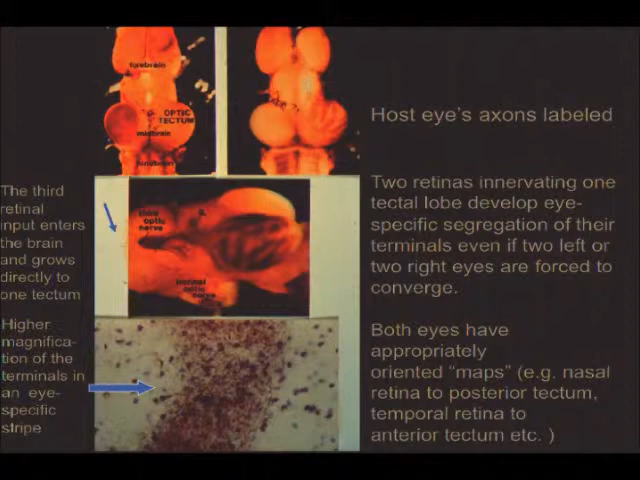 forebrain
OPTIC
TECTUM
midbrain
hindbrain
Host eye's axons labeled
The third
retinal
input enters
the brain
and grows
directly to
one tectum
third
optic
nerve
normal
optic
nerve
Two retinas innervating one
tectal lobe develop eye-
specific segregation of their
terminals even if two left or
two right eyes are forced to
converge.
Higher
magnifica-
tion of the
terminals in
an eye-
specific
stripe
Both eyes have
appropriately
oriented “maps” (e.g. nasal
retina to posterior tectum,
temporal retina to
anterior tectum etc. )